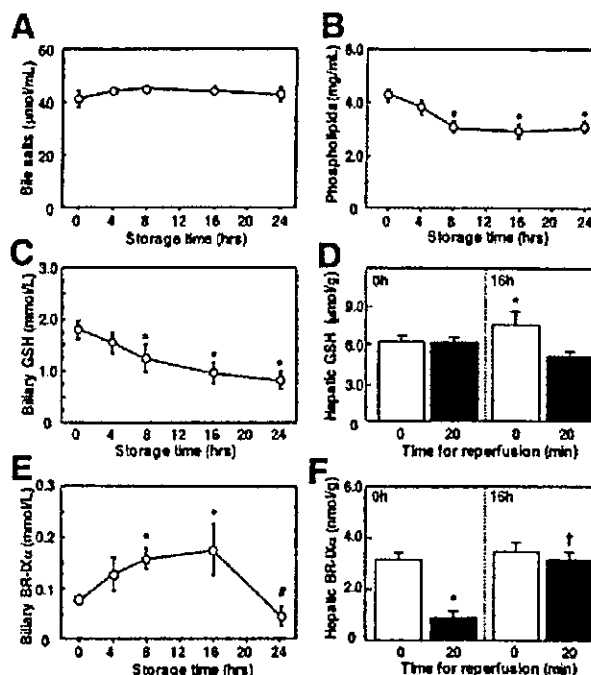 A
60
40
20
0
Bile salts (μmol/mL)
0 4 8 12 16 20 24
Storage time (hrs)
B
6.0
4.0
2.0
0
Phospholipids (mg/mL)
* * *
0 4 8 12 16 20 24
Storage time (hrs)
C
3.0
2.0
1.0
0
Biliary GSH (mmol/L)
* * *
0 4 8 12 16 20 24
Storage time (hrs)
D
9.0
6.0
3.0
0
Hepatic GSH (μmol/g)
0h
16h
*
0 20 0 20
Time for reperfusion (min)
E
0.3
0.2
0.1
0
Biliary BR-IXα (mmol/L)
* * #
0 4 8 12 16 20 24
Storage time (hrs)
F
6.0
4.0
2.0
0
Hepatic BR-IXα (nmol/g)
0h
16h
* †
0 20 0 20
Time for reperfusion (min)